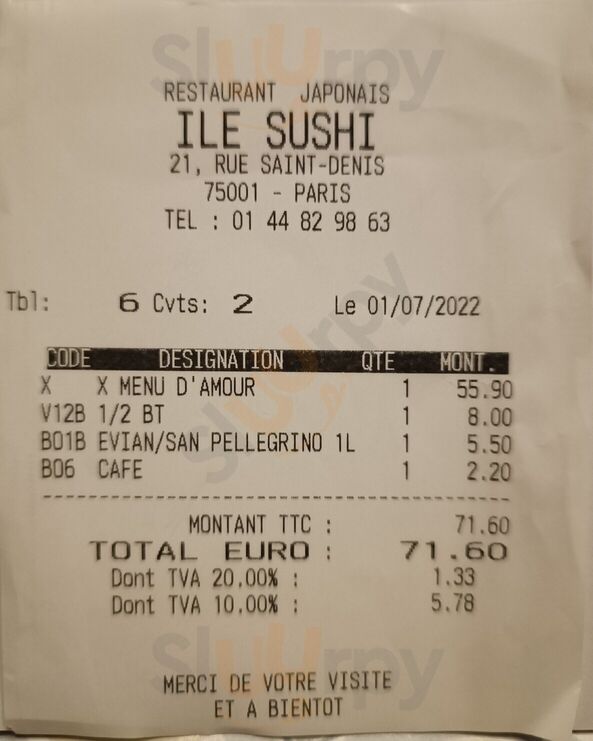 Slurrpy
RESTAURANT JAPONAIS
ILE SUSHI
21, RUE SAINT-DENIS
75001 - PARIS
TEL : 01 44 82 98 63
Tbl: 6 Cvts: 2 Le 01/07/2022
Slurrpy
CODE DESIGNATION QTE MONT.
X X MENU D'AMOUR 1 55.90
V12B 1/2 BT 1 8.00
B01B EVIAN/SAN PELLEGRINO 1L 1 5.50
B06 CAFE 1 2.20
MONTANT TTC : 71.60
TOTAL EURO : 71.60
Dont TVA 20.00% : 1.33
Dont TVA 10.00% : 5.78
Slurrpy
MERCI DE VOTRE VISITE
ET A BIENTOT